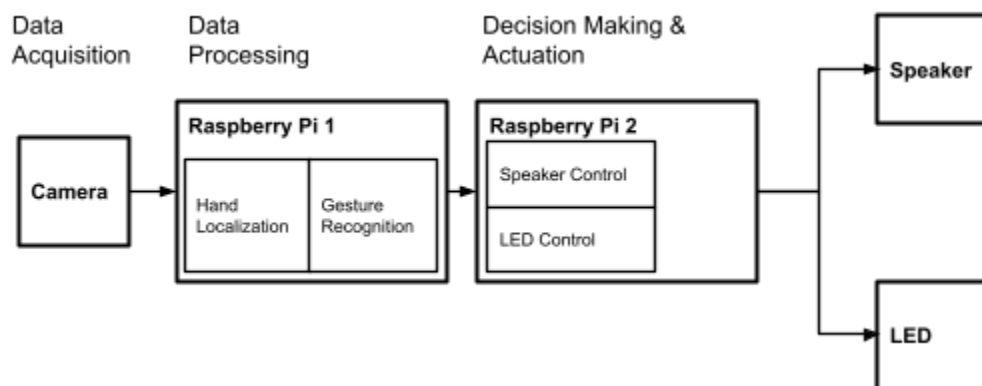 Data
Acquisition
Data
Processing
Decision Making &
Actuation
Camera
Raspberry Pi 1
Hand
Localization
Gesture
Recognition
Raspberry Pi 2
Speaker Control
LED Control
Speaker
LED